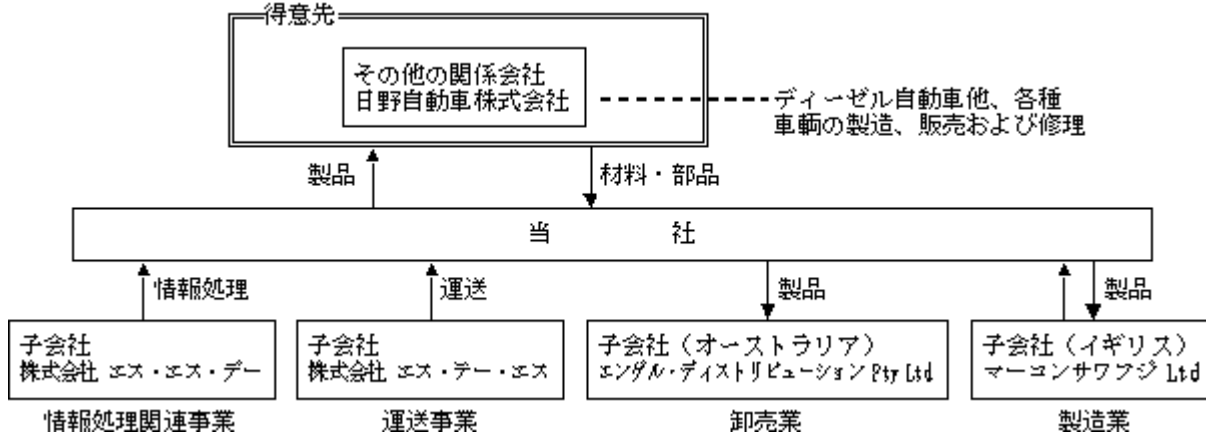 得意先
その他の関係会社
日野自動車株式会社
ディーゼル自動車他、各種
車輌の製造、販売および修理
製品
材料・部品
当 社
情報処理
運送
製品
製品
子会社
株式会社 エス・エス・デー
子会社
株式会社 エス・テー・エス
子会社(オーストラリア)
エンゲル・ディストリビューション Pty Ltd
子会社(イギリス)
マーコンサワフジ Ltd
情報処理関連事業
運送事業
卸売業
製造業